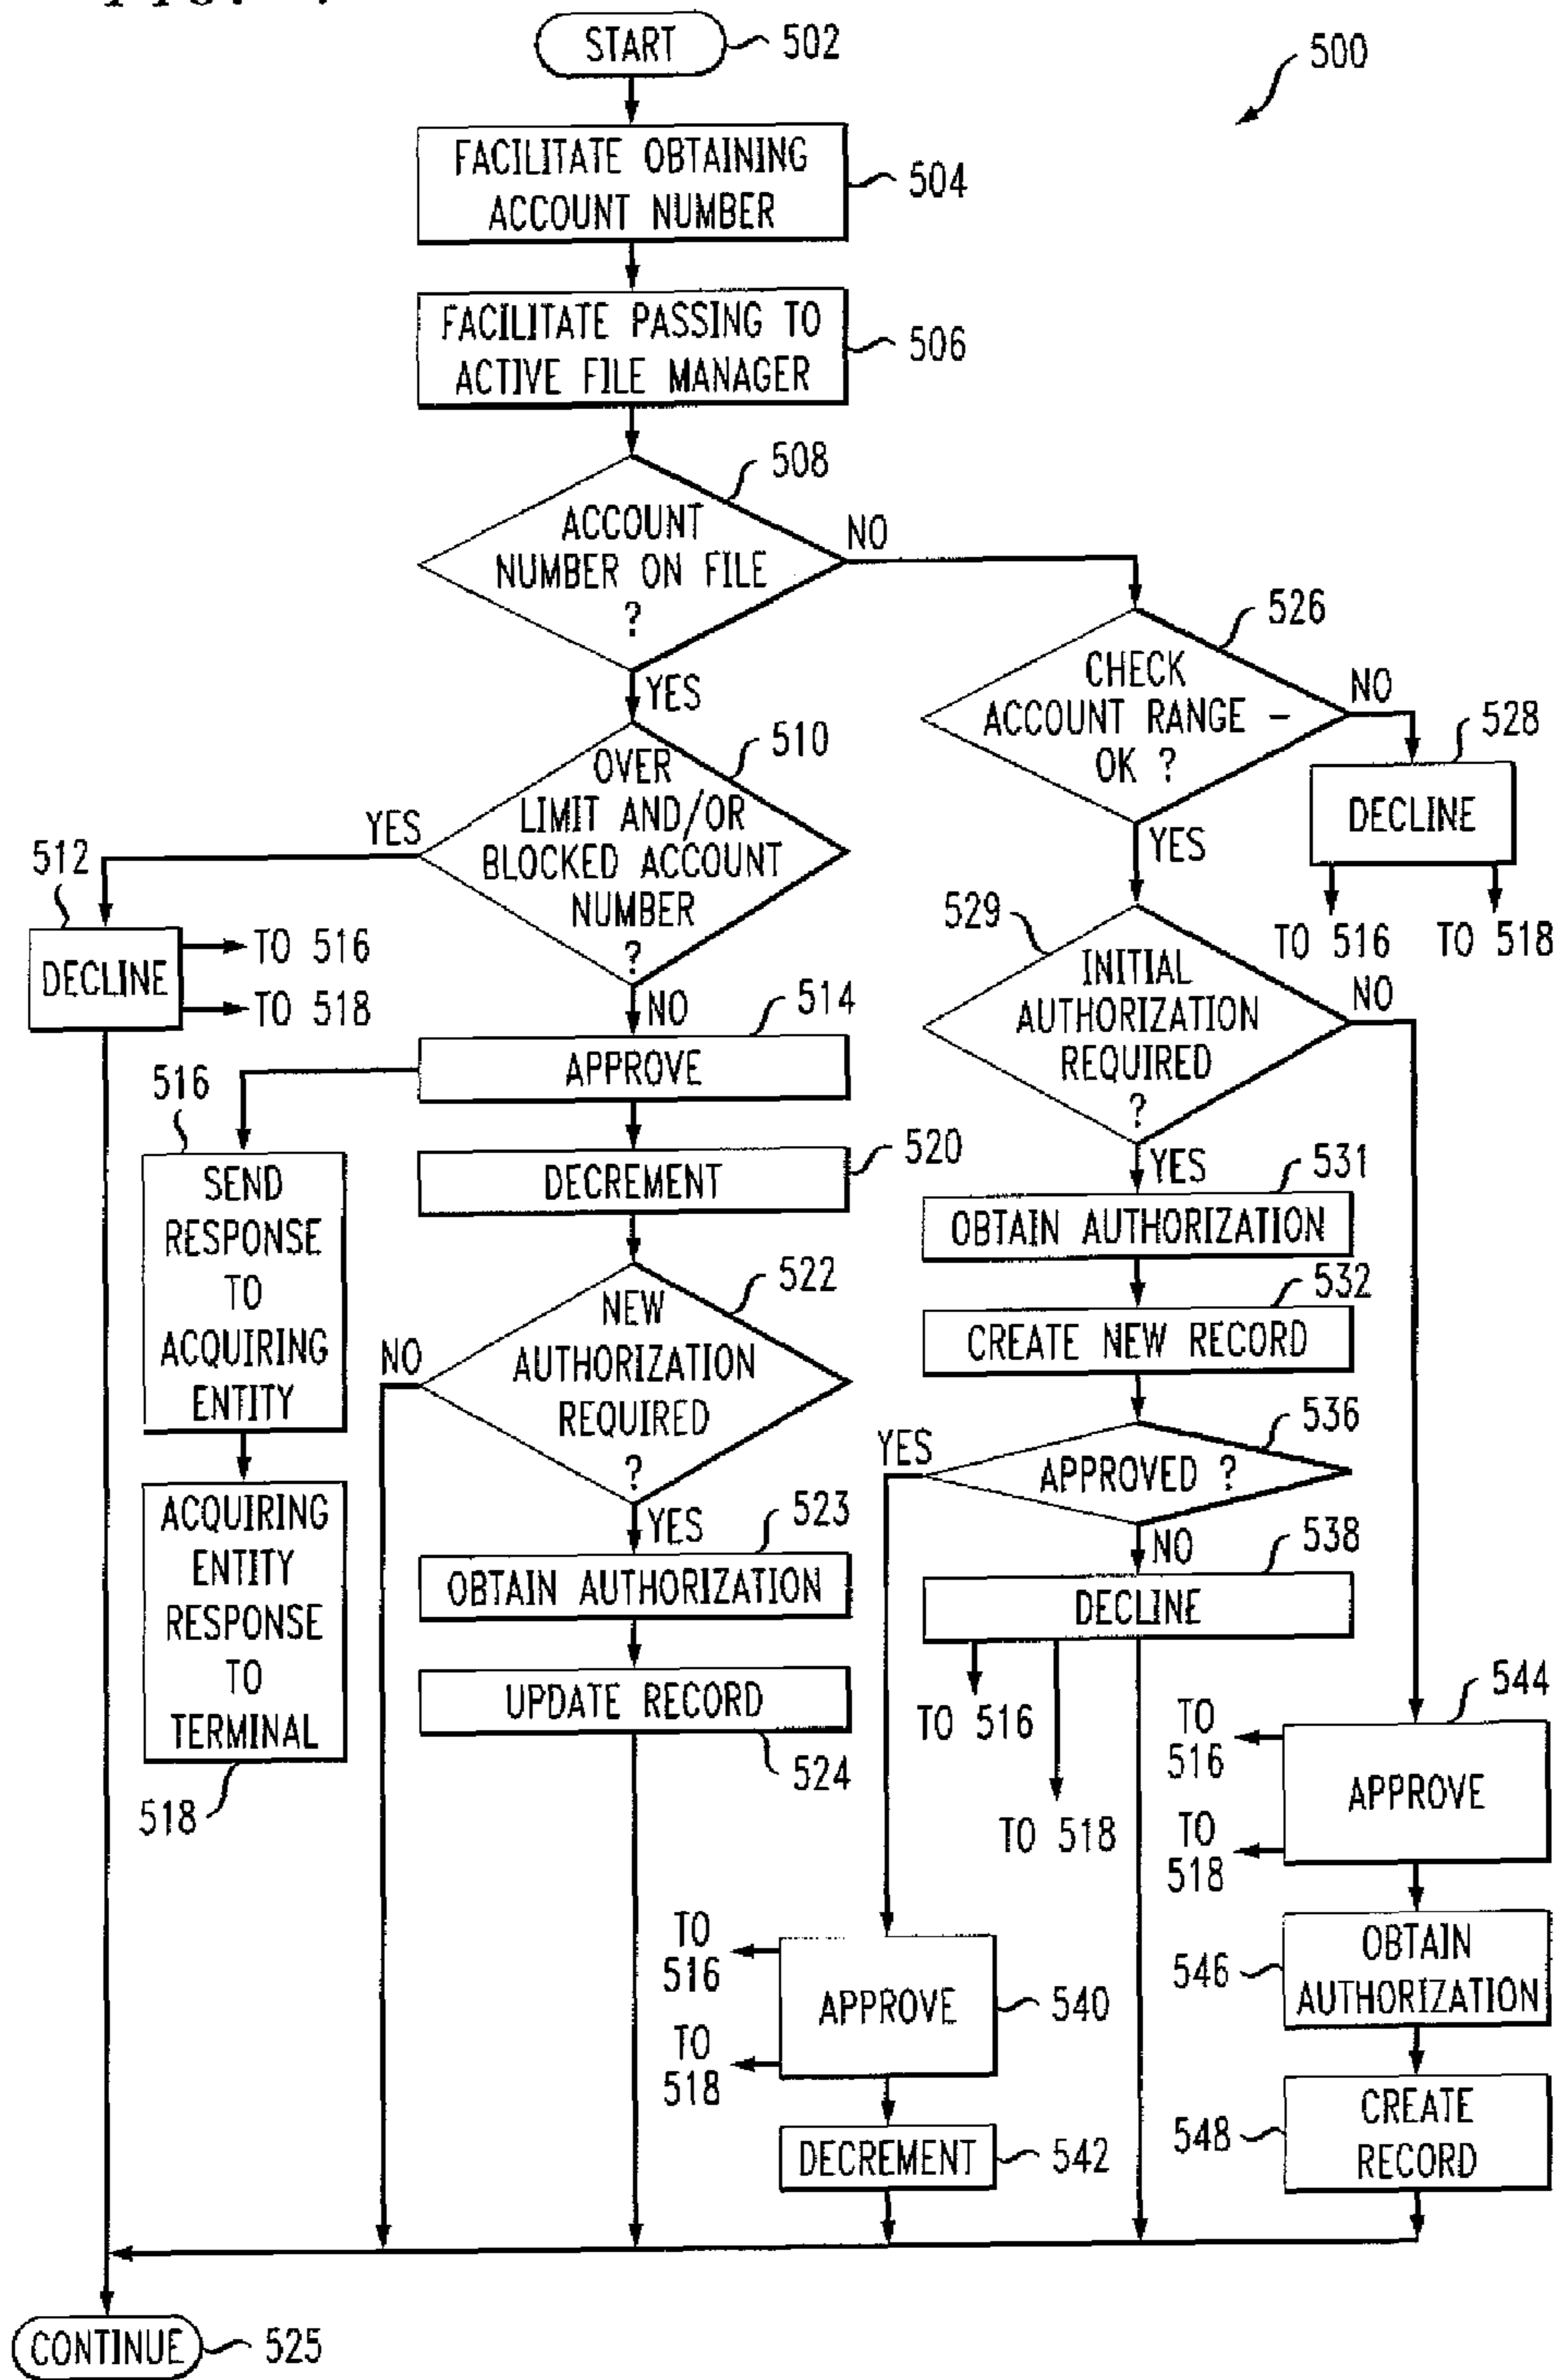 START
502
500
FACILITATE OBTAINING
ACCOUNT NUMBER
504
FACILITATE PASSING TO
ACTIVE FILE MANAGER
506
508
ACCOUNT
NUMBER ON FILE
?
NO
YES
526
CHECK
ACCOUNT RANGE -
OK ?
NO
YES
528
DECLINE
TO 516
TO 518
510
OVER
LIMIT AND/OR
BLOCKED ACCOUNT
NUMBER
?
YES
NO
512
DECLINE
TO 516
TO 518
514
APPROVE
516
SEND
RESPONSE
TO
ACQUIRING
ENTITY
ACQUIRING
ENTITY
RESPONSE
TO
TERMINAL
518
520
DECREMENT
522
NEW
AUTHORIZATION
REQUIRED
?
NO
YES
523
OBTAIN AUTHORIZATION
UPDATE RECORD
524
529
INITIAL
AUTHORIZATION
REQUIRED
?
NO
YES
531
OBTAIN AUTHORIZATION
532
CREATE NEW RECORD
536
APPROVED ?
YES
NO
538
DECLINE
TO 516
TO 518
TO
516
TO
518
APPROVE
540
DECREMENT
542
544
TO
516
TO
518
APPROVE
546
OBTAIN
AUTHORIZATION
548
CREATE
RECORD
CONTINUE
525